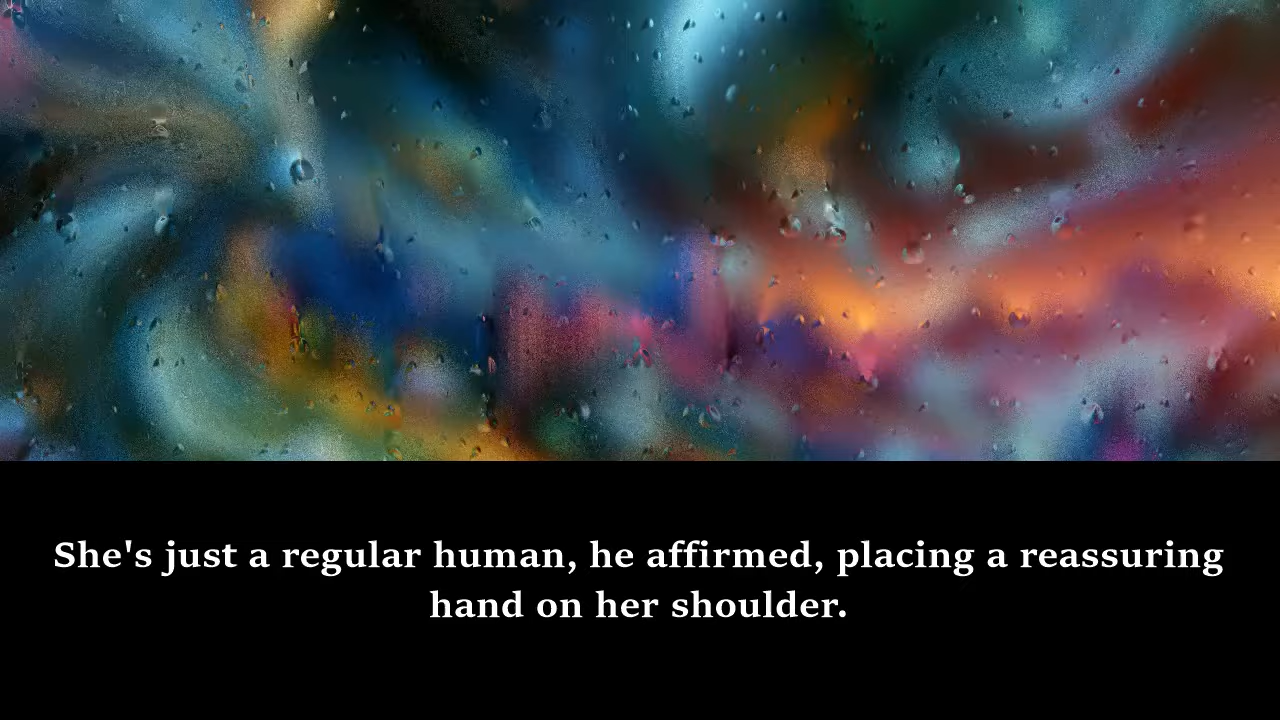 She's just a regular human, he affirmed, placing a reassuring
hand on her shoulder.